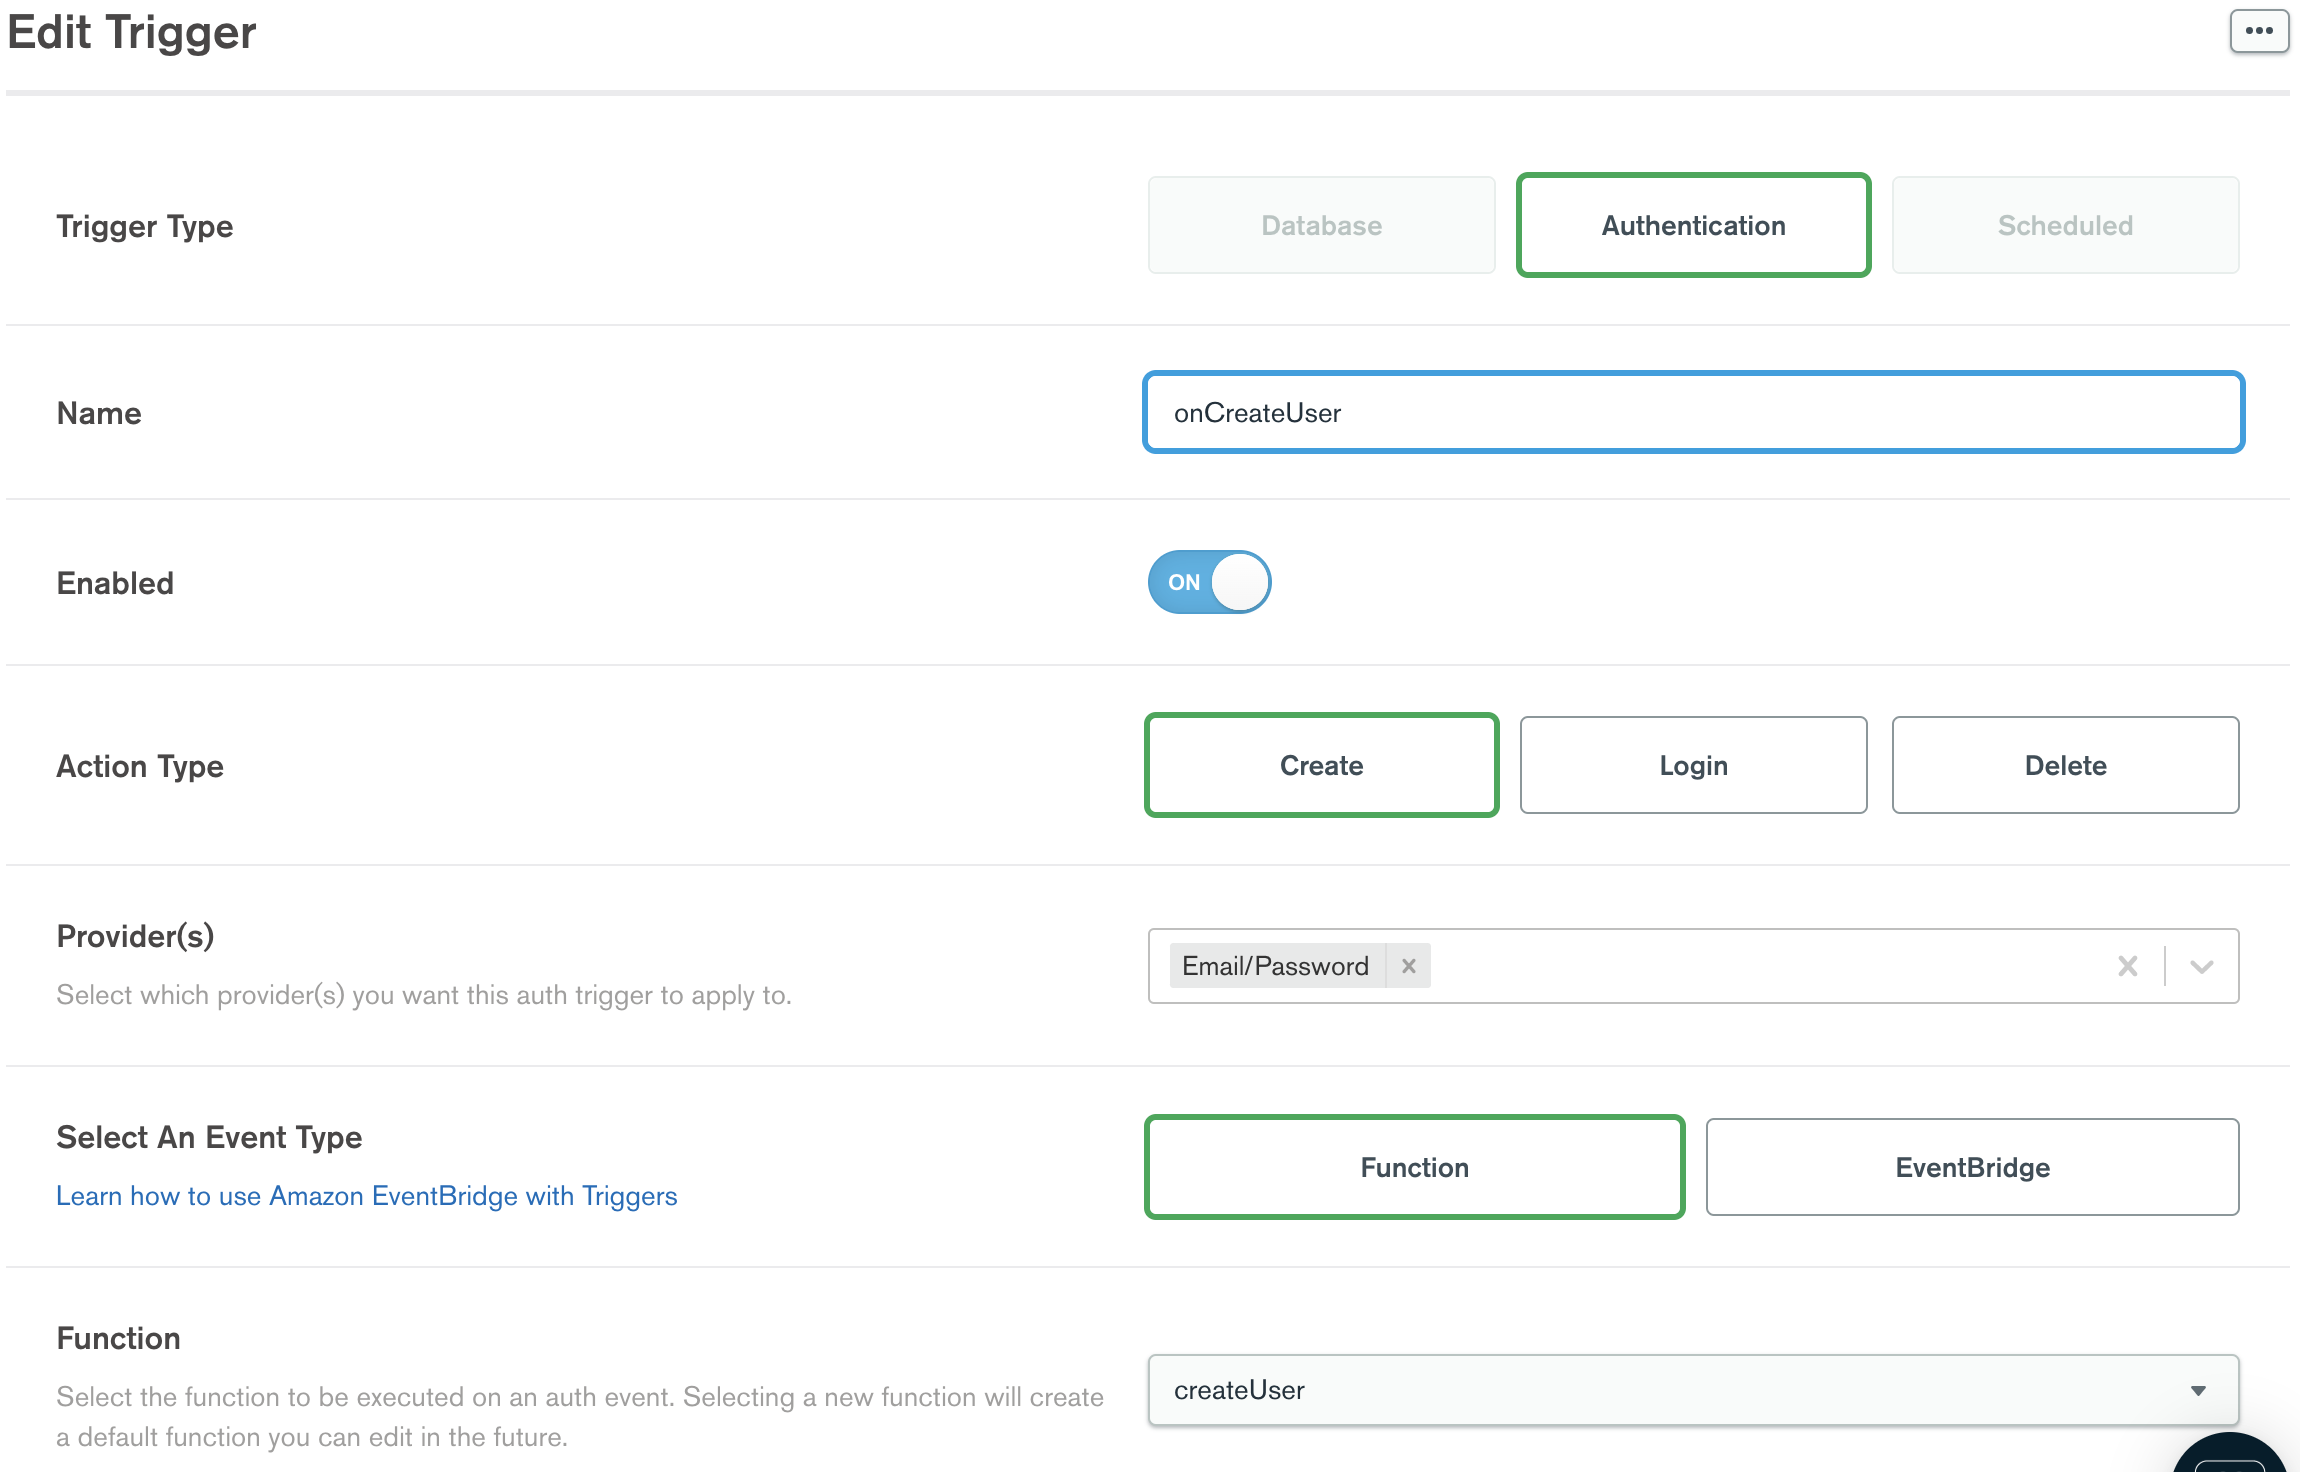 Edit Trigger
Trigger Type
Database
Authentication
Scheduled
Name
onCreateUser
Enabled
ON
Action Type
Create
Login
Delete
Provider(s)
Select which provider(s) you want this auth trigger to apply to.
Email/Password
Select An Event Type
Learn how to use Amazon EventBridge with Triggers
Function
EventBridge
Function
Select the function to be executed on an auth event. Selecting a new function will create
a default function you can edit in the future.
createUser